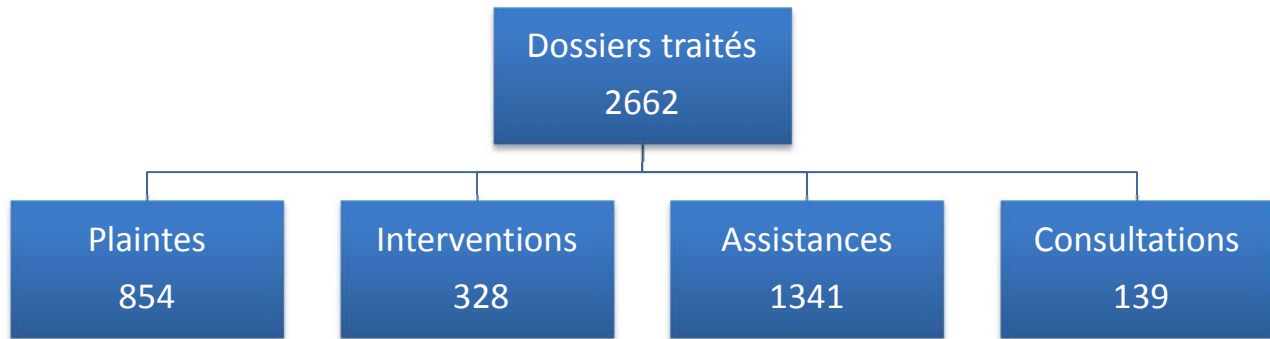 Dossiers traités
2662
Plaintes
854
Interventions
328
Assistances
1341
Consultations
139